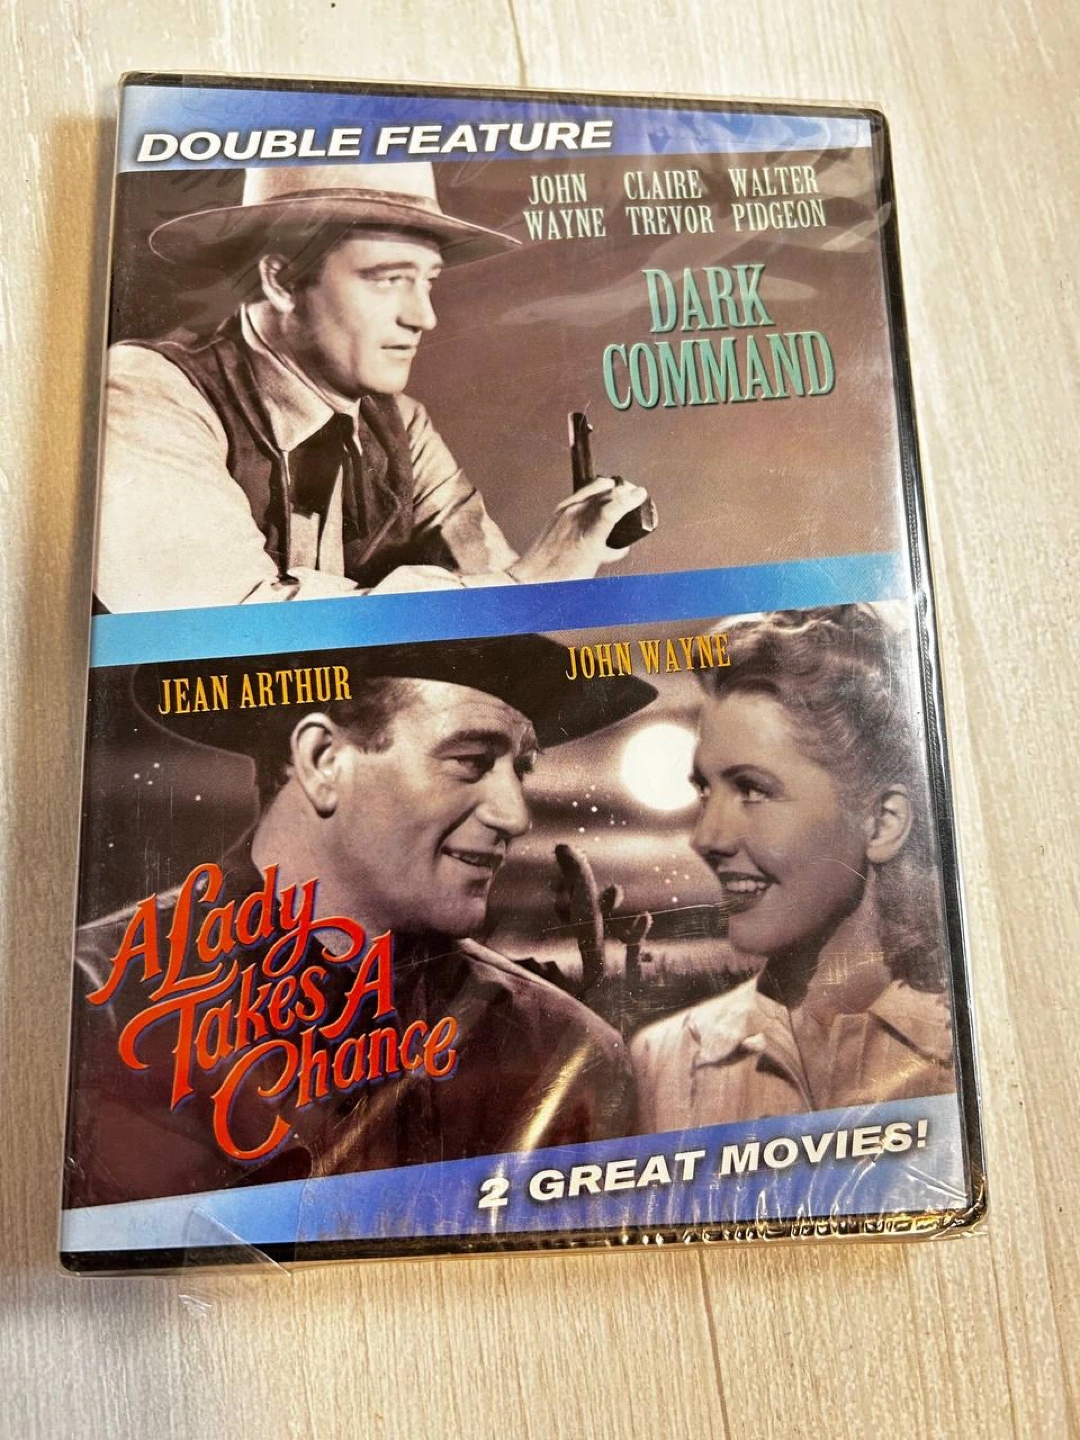 DOUBLE FEATURE
JOHN CLAIRE WALTER
WAYNE TREVOR PIDGEON
DARK
COMMAND
JEAN ARTHUR JOHN WAYNE
A Lady
Takes A
Chance
2 GREAT MOVIES!